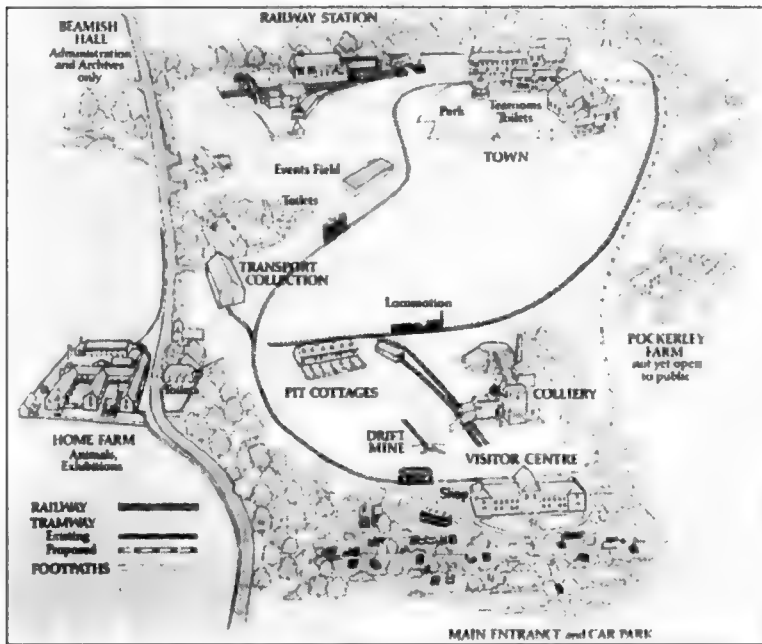 BEAMISH
HALL
Administration
and Archives
only
RAILWAY STATION
Park
Tearooms
Toilets
TOWN
Events Field
Toilets
TRANSPORT
COLLECTION
Locomotion
PIT COTTAGES
COLLIERY
POCKERLEY
FARM
not yet open
to public
DRIFT
MINE
VISITOR CENTRE
Shop
HOME FARM
Animals,
Exhibitions
RAILWAY
TRAMWAY
Existing
Proposed
FOOTPATHS
MAIN ENTRANCE and CAR PARK